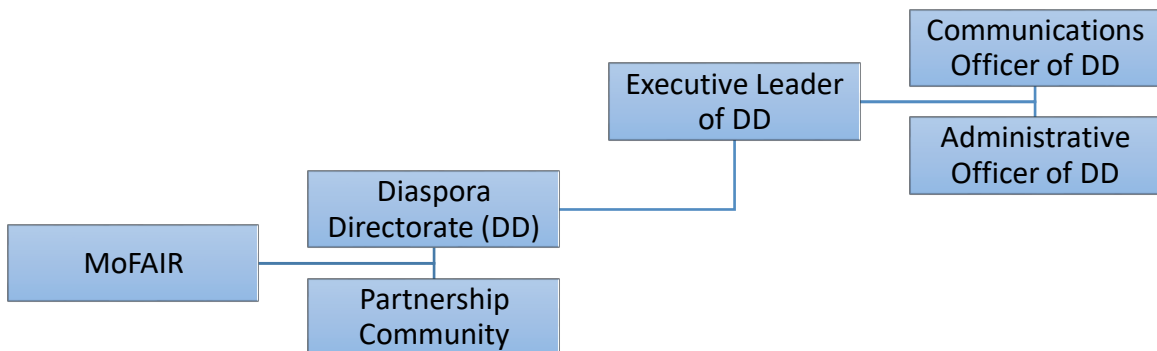 Communications
Officer of DD
Executive Leader
of DD
Administrative
Officer of DD
Diaspora
Directorate (DD)
MoFAIR
Partnership
Community